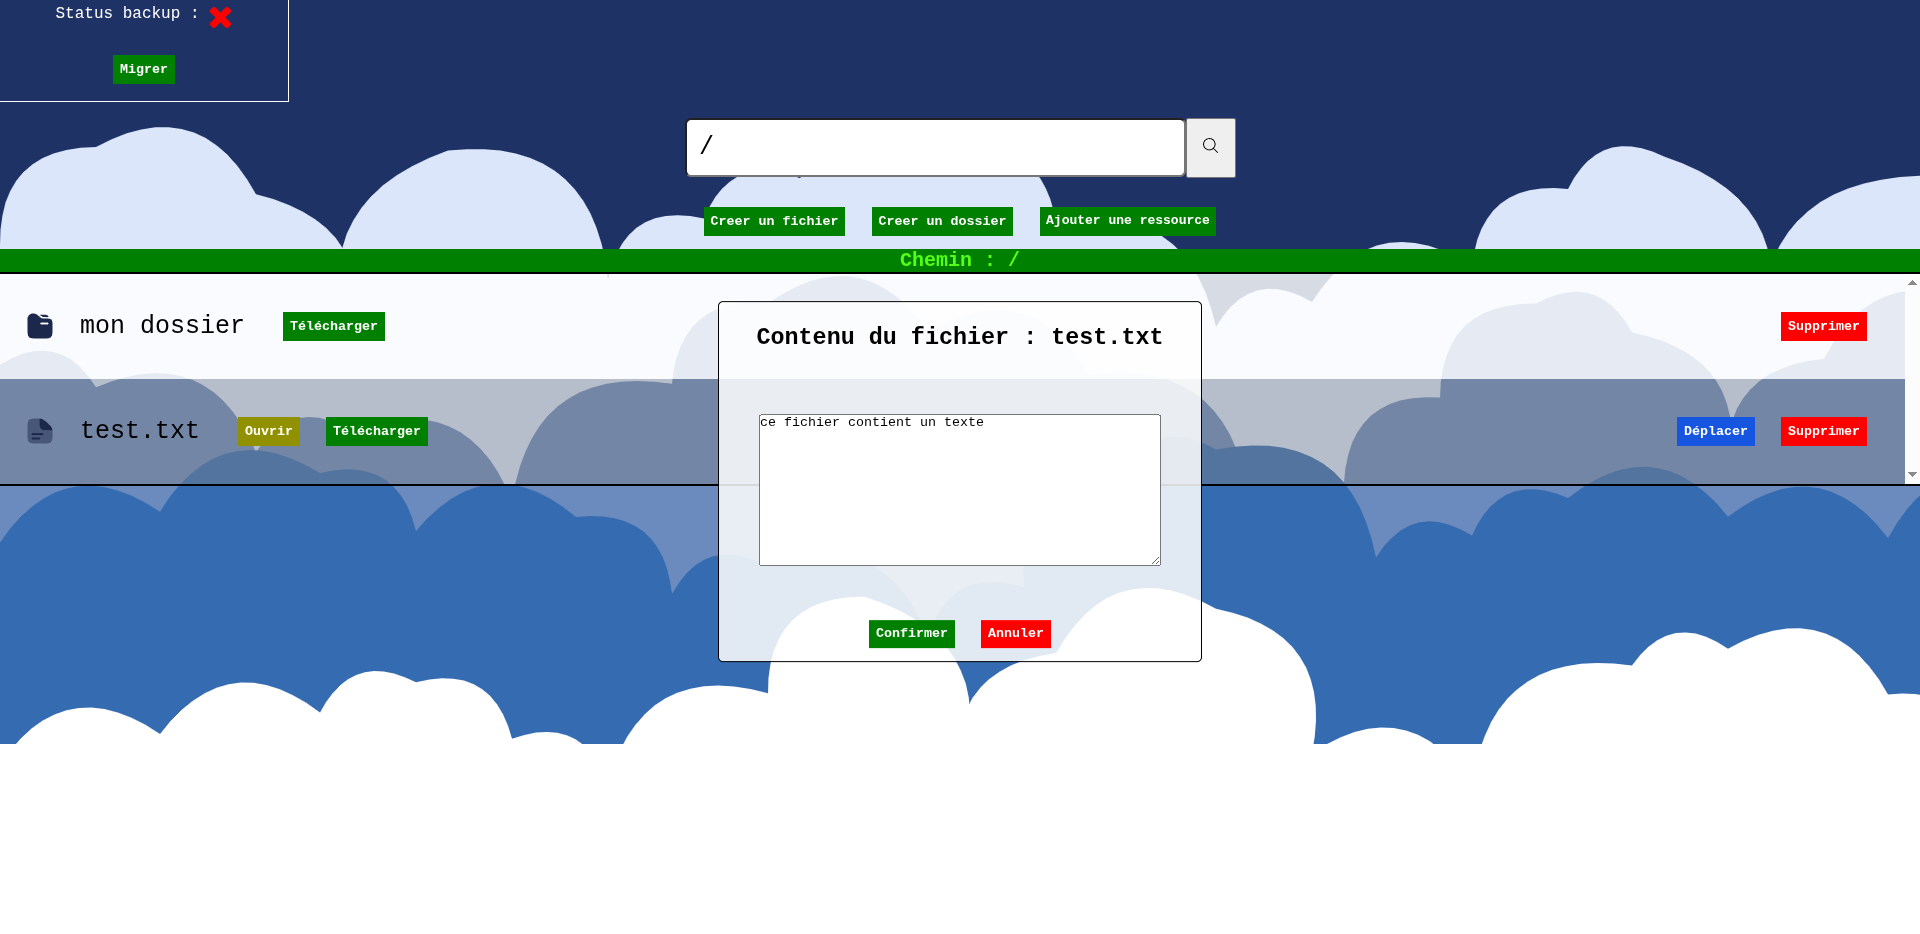 Status backup :
Migrer
/
Creer un fichier Creer un dossier Ajouter une ressource
Chemin : /
mon dossier Télécharger Supprimer
Contenu du fichier : test.txt
test.txt Ouvrir Télécharger Déplacer Supprimer
ce fichier contient un texte
Confirmer Annuler